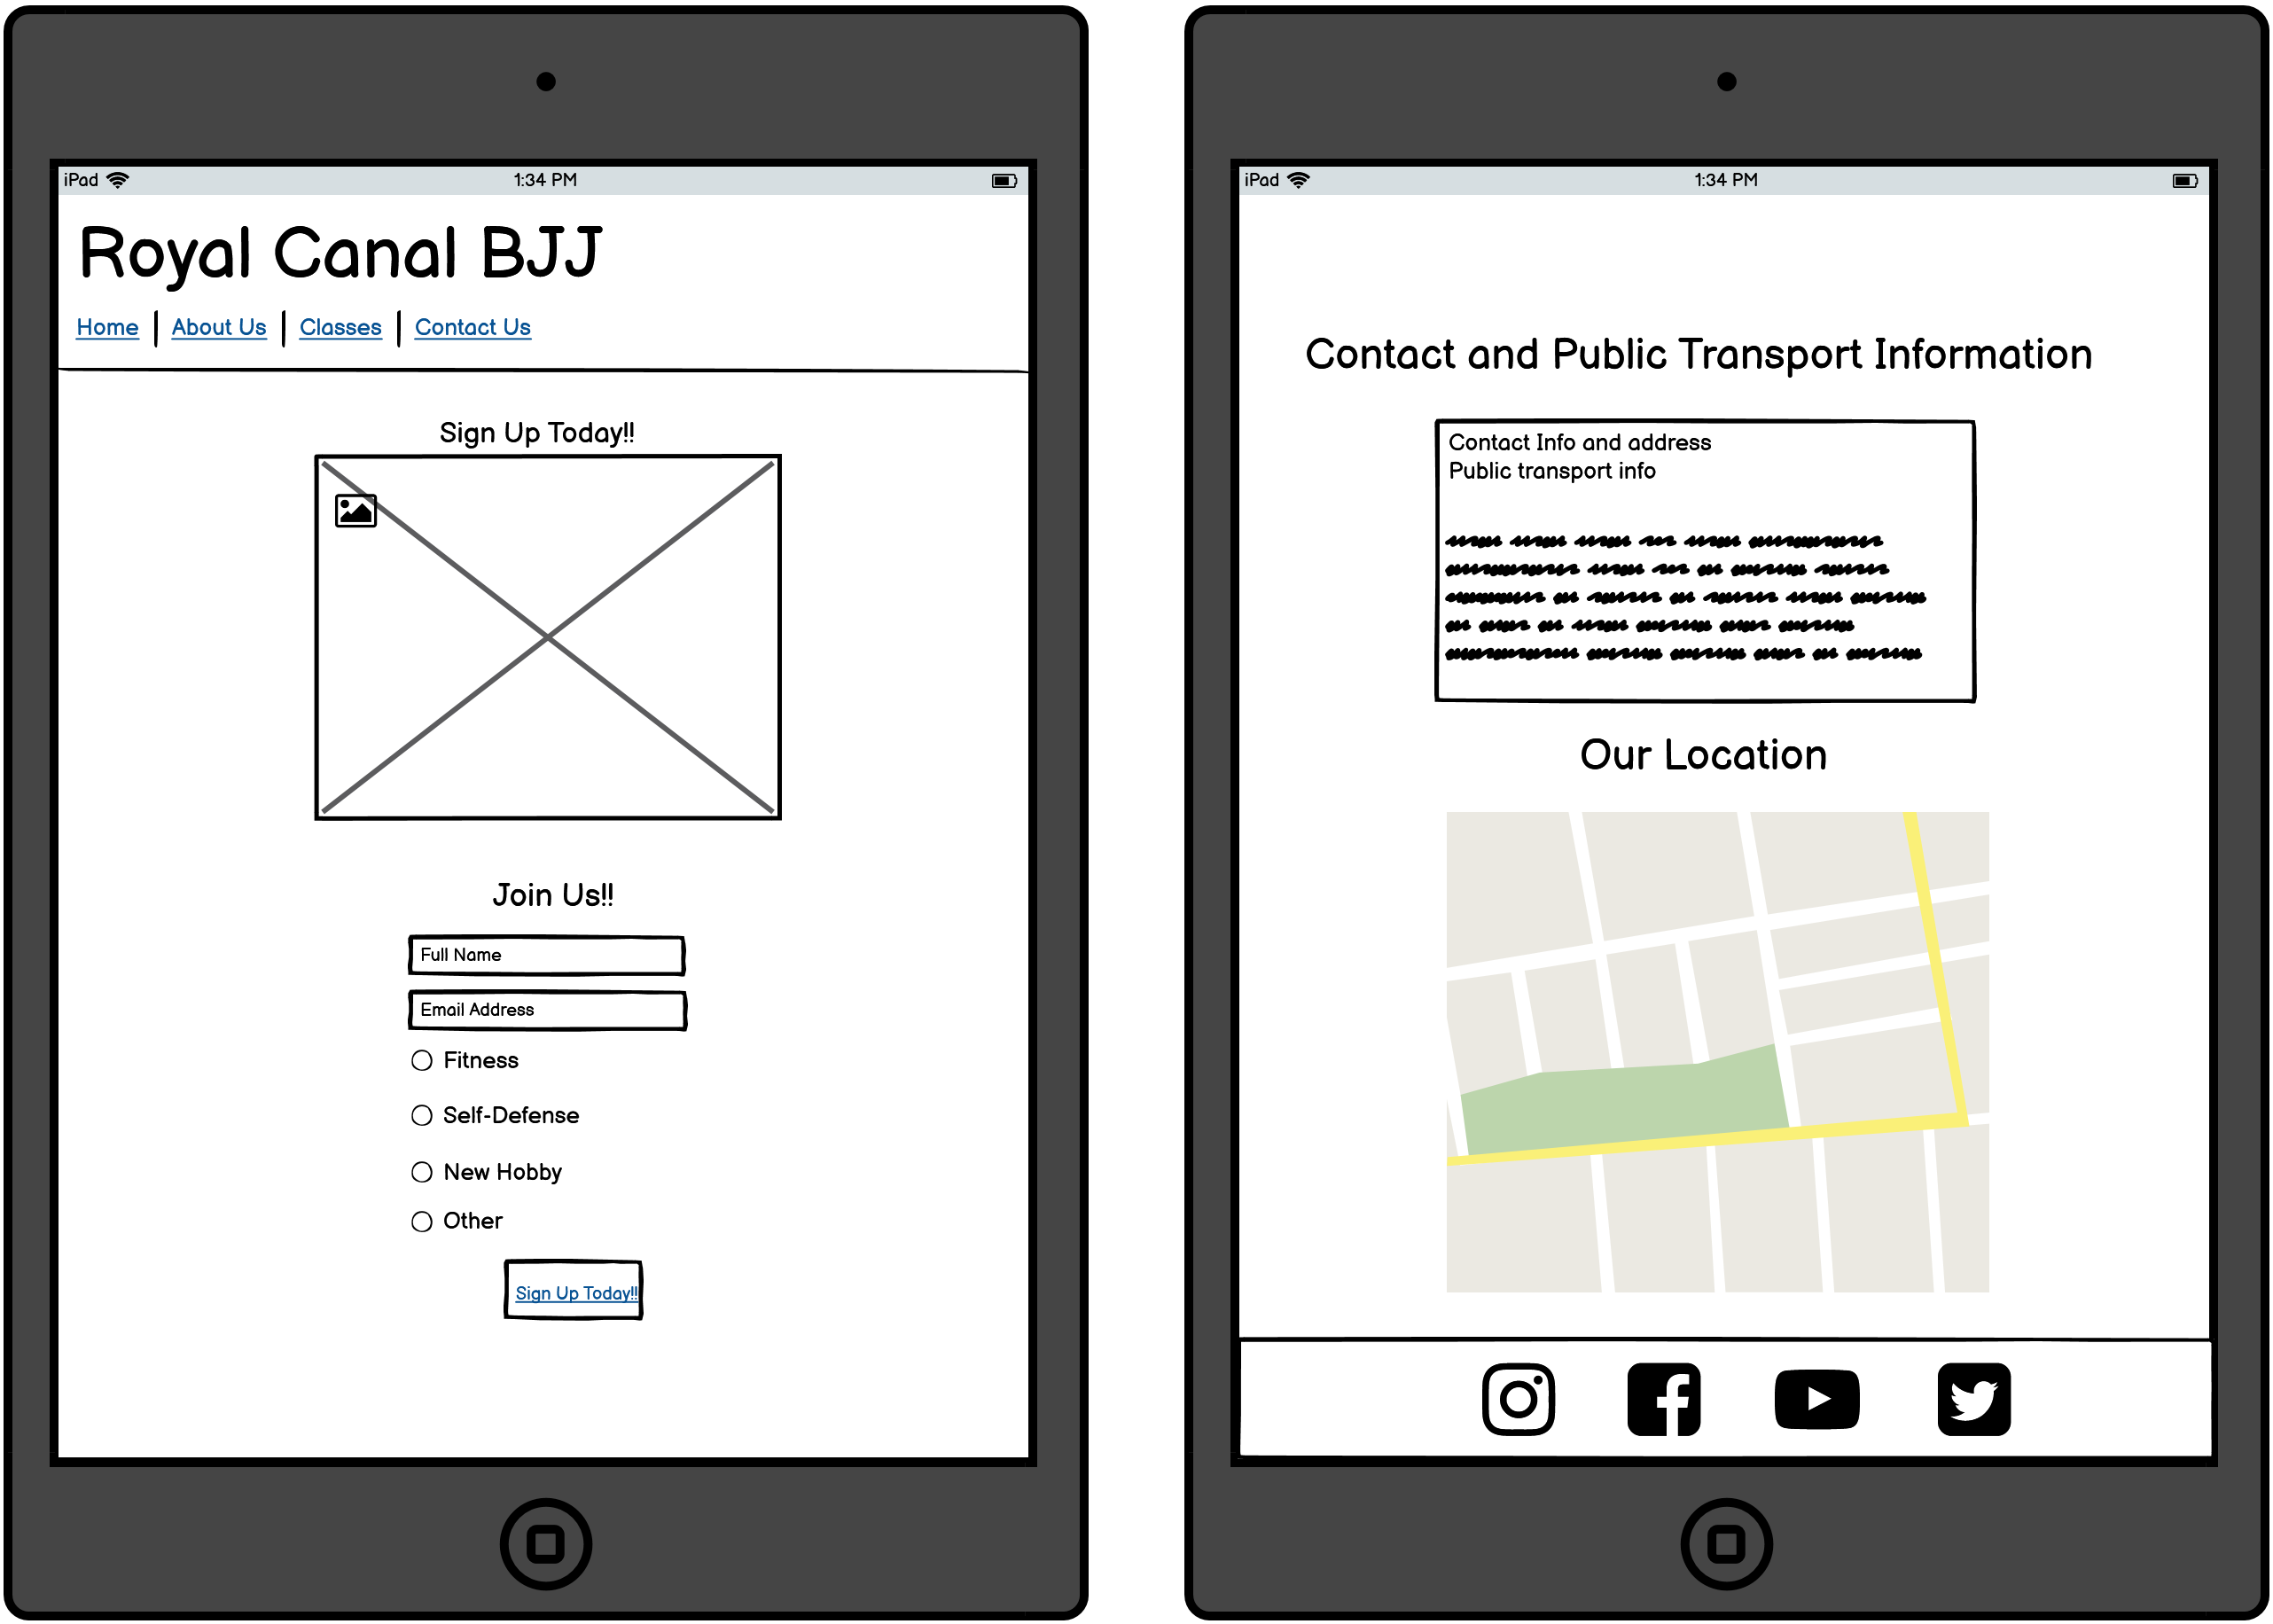 iPad 1:34 PM
Royal Canal BJJ
Home About Us Classes Contact Us
Sign Up Today!!
Join Us!!
Full Name
Email Address
Fitness
Self-Defense
New Hobby
Other
Sign Up Today!!
iPad 1:34 PM
Contact and Public Transport Information
Contact Info and address
Public transport info
Our Location